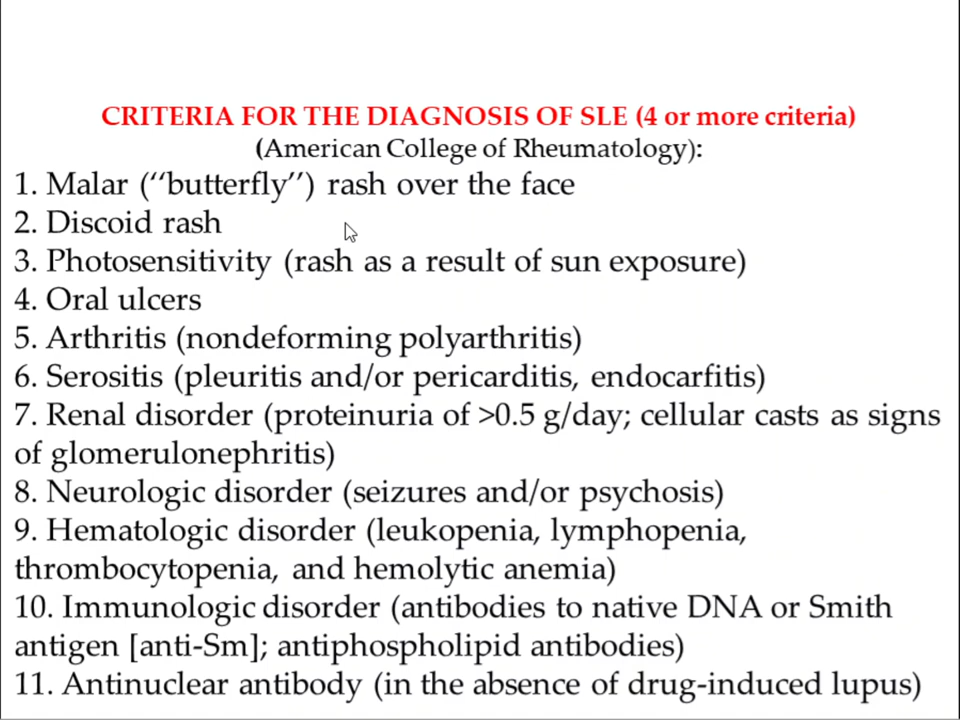 CRITERIA FOR THE DIAGNOSIS OF SLE (4 or more criteria)
(American College of Rheumatology):
1. Malar (‘‘butterfly’’) rash over the face
2. Discoid rash
3. Photosensitivity (rash as a result of sun exposure)
4. Oral ulcers
5. Arthritis (nondeforming polyarthritis)
6. Serositis (pleuritis and/or pericarditis, endocarfitis)
7. Renal disorder (proteinuria of >0.5 g/day; cellular casts as signs
of glomerulonephritis)
8. Neurologic disorder (seizures and/or psychosis)
9. Hematologic disorder (leukopenia, lymphopenia,
thrombocytopenia, and hemolytic anemia)
10. Immunologic disorder (antibodies to native DNA or Smith
antigen [anti-Sm]; antiphospholipid antibodies)
11. Antinuclear antibody (in the absence of drug-induced lupus)